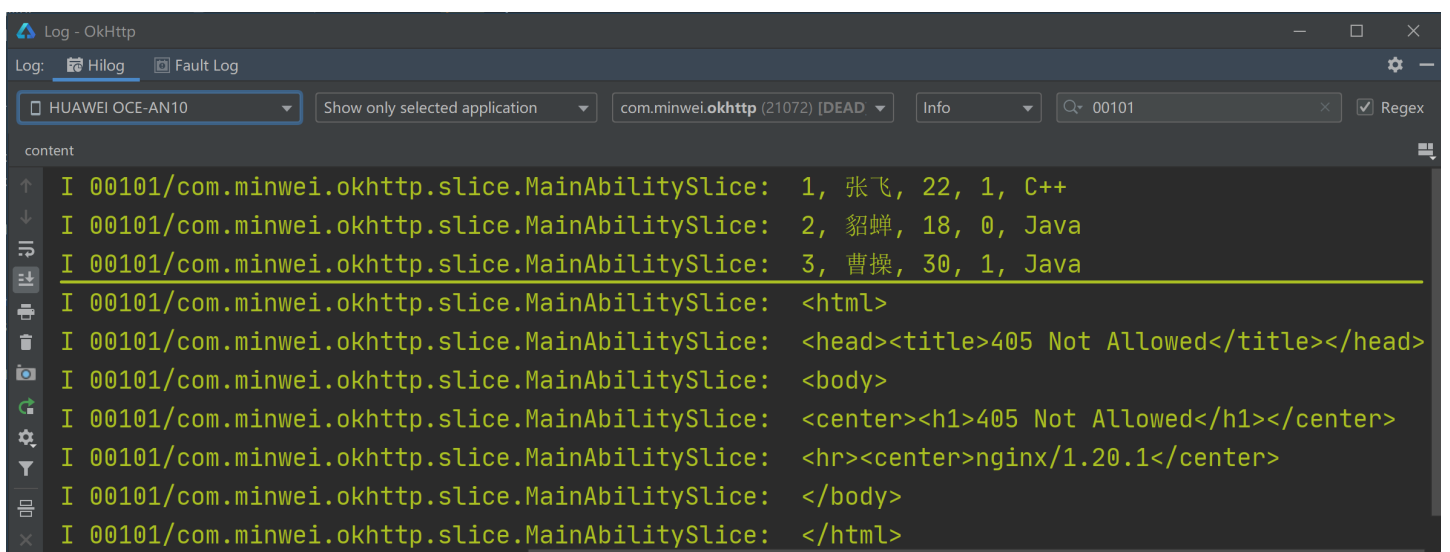 Log - OkHttp
Log: Hilog Fault Log
HUAWEI OCE-AN10 Show only selected application com.minwei.okhttp (21072) [DEAD Info 00101 Regex
content
I 00101/com.minwei.okhttp.slice.MainAbilitySlice: 1, 张飞, 22, 1, C++
I 00101/com.minwei.okhttp.slice.MainAbilitySlice: 2, 貂蝉, 18, 0, Java
I 00101/com.minwei.okhttp.slice.MainAbilitySlice: 3, 曹操, 30, 1, Java
I 00101/com.minwei.okhttp.slice.MainAbilitySlice: <html>
I 00101/com.minwei.okhttp.slice.MainAbilitySlice: <head><title>405 Not Allowed</title></head>
I 00101/com.minwei.okhttp.slice.MainAbilitySlice: <body>
I 00101/com.minwei.okhttp.slice.MainAbilitySlice: <center><h1>405 Not Allowed</h1></center>
I 00101/com.minwei.okhttp.slice.MainAbilitySlice: <hr><center>nginx/1.20.1</center>
I 00101/com.minwei.okhttp.slice.MainAbilitySlice: </body>
I 00101/com.minwei.okhttp.slice.MainAbilitySlice: </html>